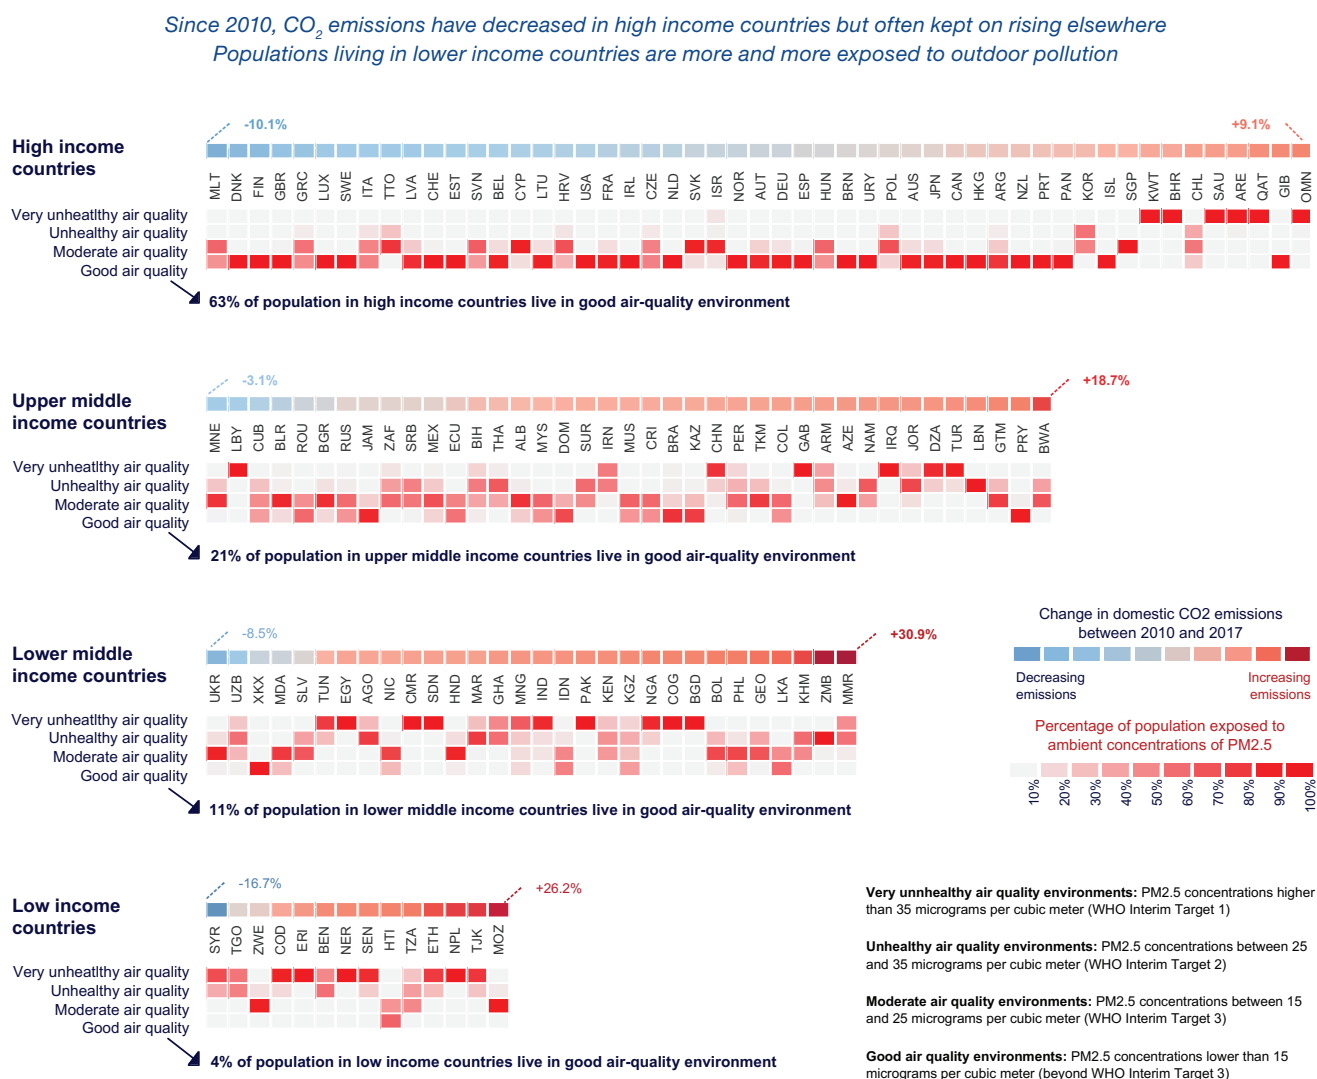 Since 2010, CO2 emissions have decreased in high income countries but often kept on rising elsewhere
Populations living in lower income countries are more and more exposed to outdoor pollution
-10.1%
+9.1%
High income
countries
MLT DNK FIN GBR GRC LUX SWE ITA TTO LVA CHE EST SVN BEL CYP LTU HRV USA FRA IRL CZE NLD SVK ISR NOR AUT DEU ESP HUN BRN URY POL AUS JPN CAN HKG ARG NZL PRT PAN KOR ISL SGP KWT BHR CHL SAU ARE QAT GIB OMN
Very unheatlthy air quality
Unhealthy air quality
Moderate air quality
Good air quality
63% of population in high income countries live in good air-quality environment
-3.1%
+18.7%
Upper middle
income countries
MNE LBY CUB BLR ROU BGR RUS JAM ZAF SRB MEX ECU BIH THA ALB MYS DOM SUR IRN MUS CRI BRA KAZ CHN PER TKM COL GAB ARM AZE NAM IRQ JOR DZA TUR LBN GTM PRY BWA
Very unheatlthy air quality
Unhealthy air quality
Moderate air quality
Good air quality
21% of population in upper middle income countries live in good air-quality environment
-8.5%
+30.9%
Lower middle
income countries
UKR UZB XKX MDA SLV TUN EGY AGO NIC CMR SDN HND MAR GHA MNG IND IDN PAK KEN KGZ NGA COG BGD BOL PHL GEO LKA KHM ZMB MMR
Very unheatlthy air quality
Unhealthy air quality
Moderate air quality
Good air quality
11% of population in lower middle income countries live in good air-quality environment
Change in domestic CO2 emissions
between 2010 and 2017
Decreasing
emissions
Increasing
emissions
Percentage of population exposed to
ambient concentrations of PM2.5
10% 20% 30% 40% 50% 60% 70% 80% 90% 100%
-16.7%
+26.2%
Low income
countries
SYR TGO ZWE COD ERI BEN NER SEN HTI TZA ETH NPL TJK MOZ
Very unheatlthy air quality
Unhealthy air quality
Moderate air quality
Good air quality
4% of population in low income countries live in good air-quality environment
Very unnhealthy air quality environments: PM2.5 concentrations higher
than 35 micrograms per cubic meter (WHO Interim Target 1)
Unhealthy air quality environments: PM2.5 concentrations between 25
and 35 micrograms per cubic meter (WHO Interim Target 2)
Moderate air quality environments: PM2.5 concentrations between 15
and 25 micrograms per cubic meter (WHO Interim Target 3)
Good air quality environments: PM2.5 concentrations lower than 15
micrograms per cubic meter (beyond WHO Interim Target 3)